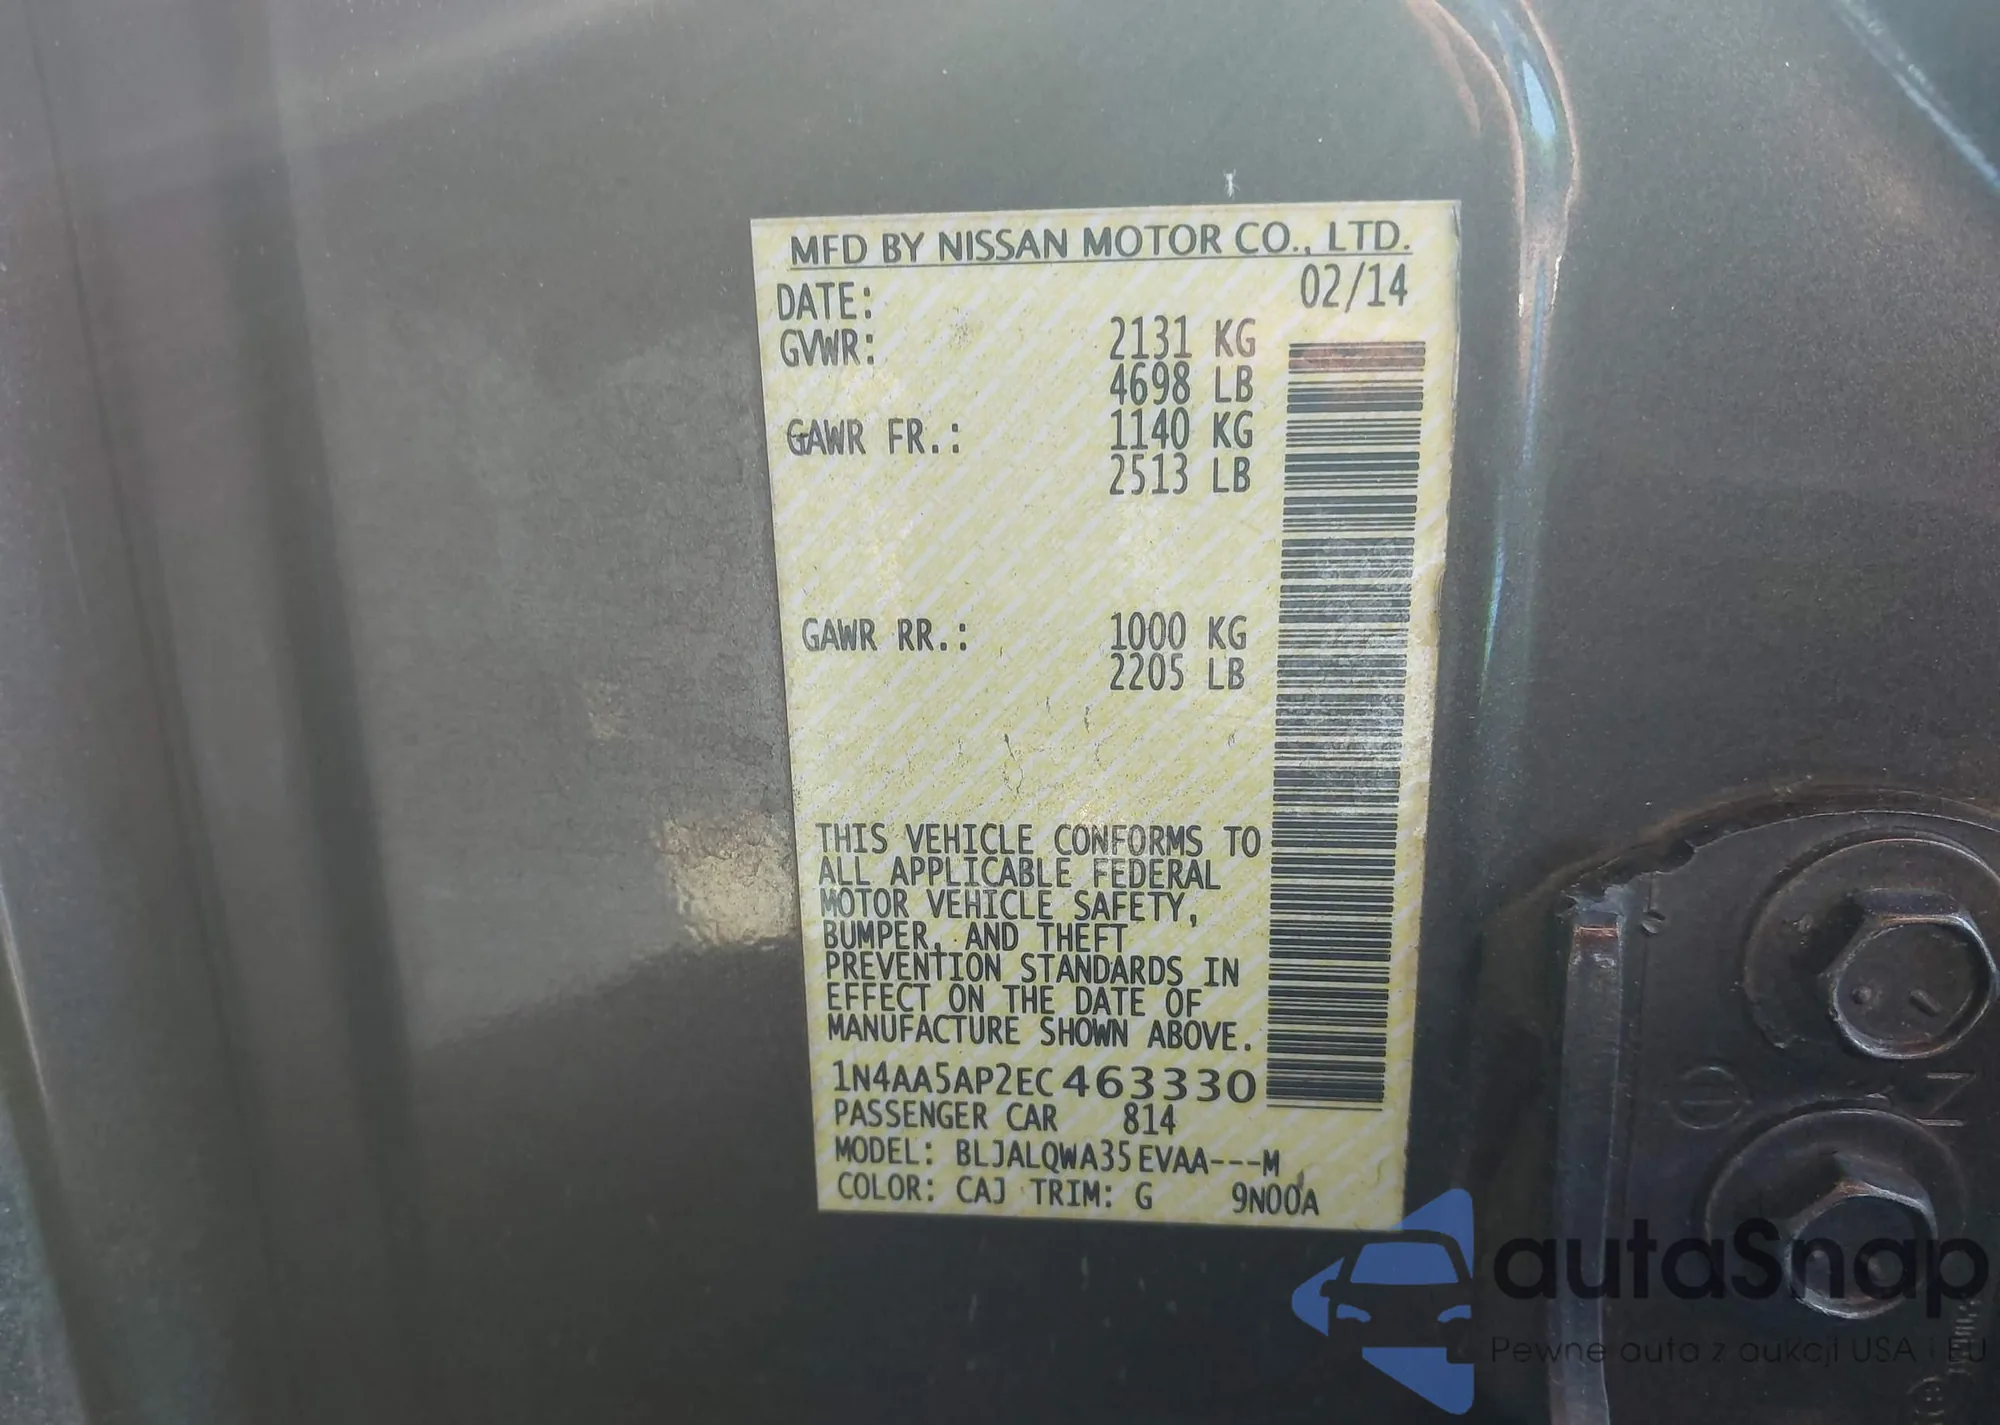 MFD BY NISSAN MOTOR CO., LTD.
DATE: 02/14
GVWR: 2131 KG
4698 LB
GAWR FR.: 1140 KG
2513 LB
GAWR RR.: 1000 KG
2205 LB
THIS VEHICLE CONFORMS TO
ALL APPLICABLE FEDERAL
MOTOR VEHICLE SAFETY,
BUMPER, AND THEFT
PREVENTION STANDARDS IN
EFFECT ON THE DATE OF
MANUFACTURE SHOWN ABOVE.
1N4AA5AP2EC463330
PASSENGER CAR 814
MODEL: BLJALQWA35EVAA---M
COLOR: CAJ TRIM: G 9N00A
autaSnap
Pewne auta z aukcji USA i EU